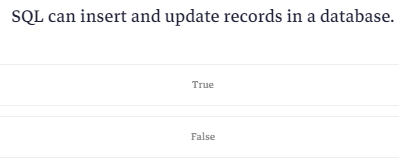 SQL can insert and update records in a database.
True
False